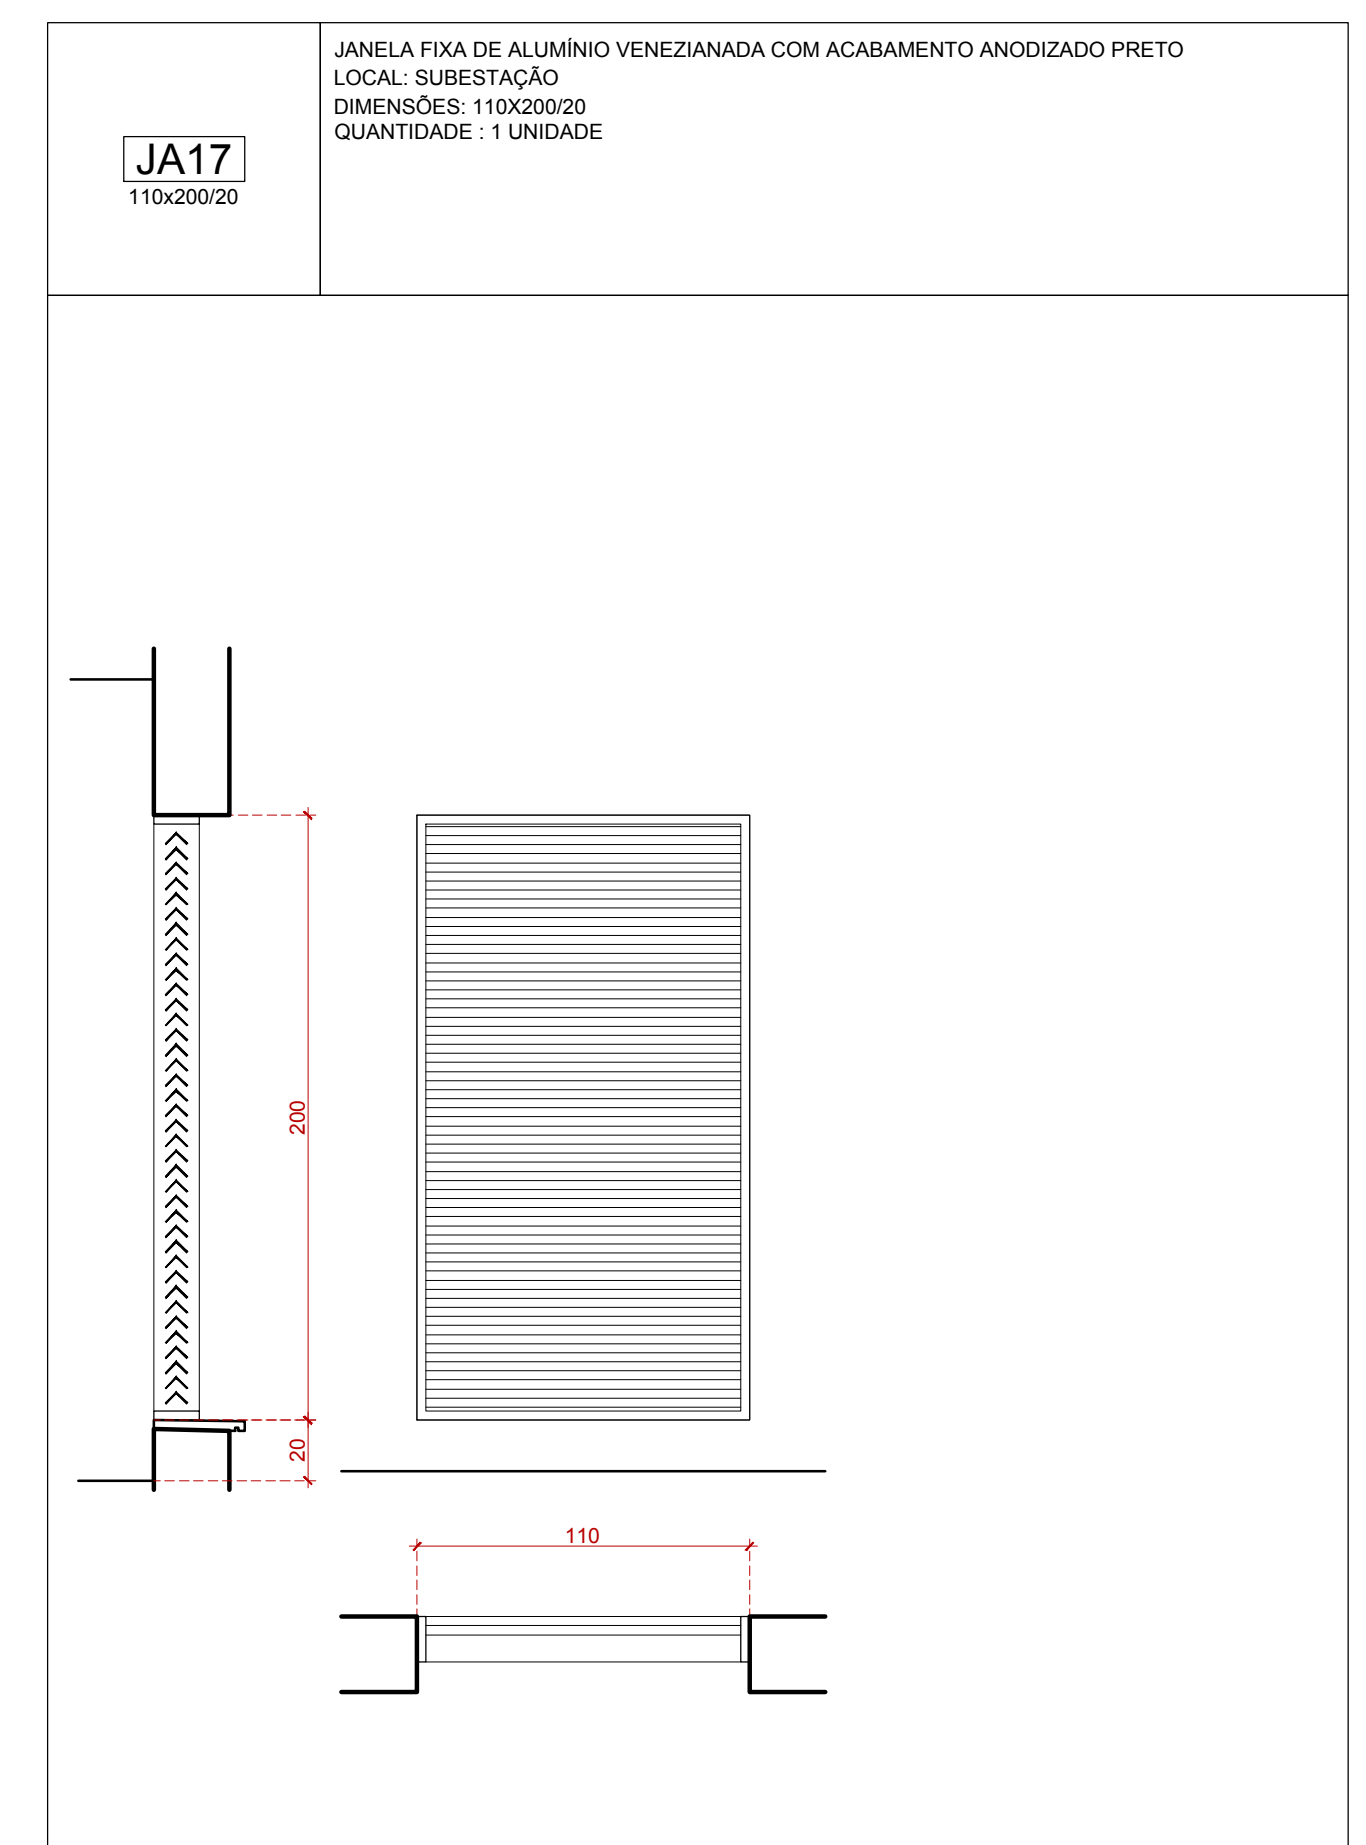 JANELA FIXA DE ALUMÍNIO VENEZIANADA COM ACABAMENTO ANODIZADO PRETO
LOCAL: SUBESTAÇÃO
DIMENSÕES: 110X200/20
QUANTIDADE : 1 UNIDADE
JA17
110x200/20
200
20
110